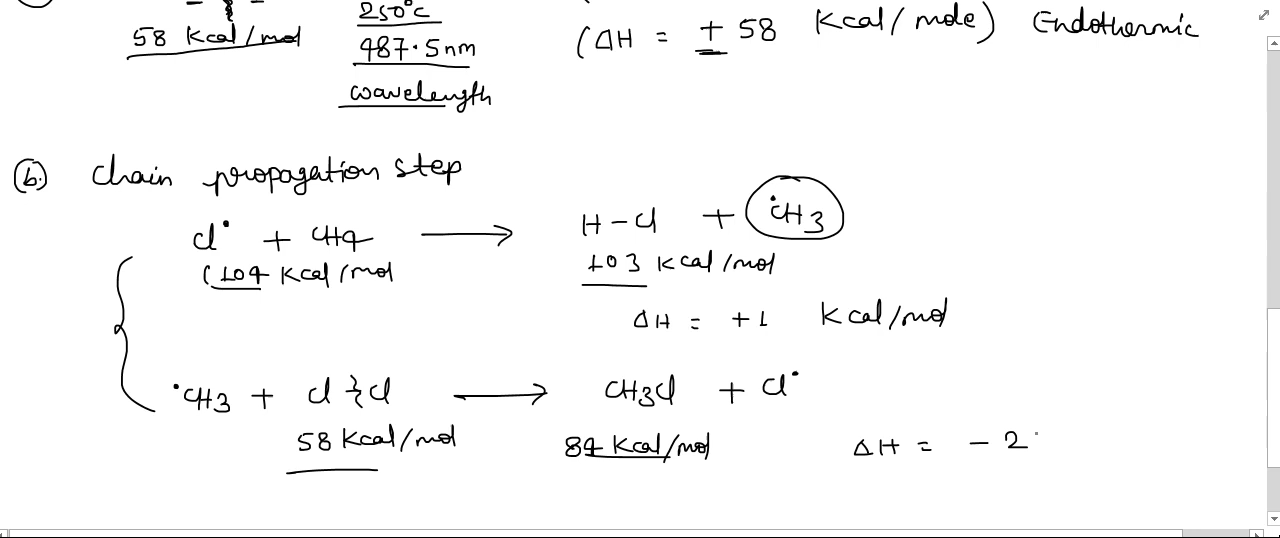 250°C
58 Kcal/mol
487.5nm
(ΔH = + 58 Kcal/mole) Endothermic
wavelength
(b) chain propagation step
Cl• + CH4 ⟶ H-Cl + •CH3
(104 Kcal/mol 103 Kcal/mol
ΔH = +1 Kcal/mol
•CH3 + Cl}Cl ⟶ CH3Cl + Cl•
58 Kcal/mol 84 Kcal/mol ΔH = - 2